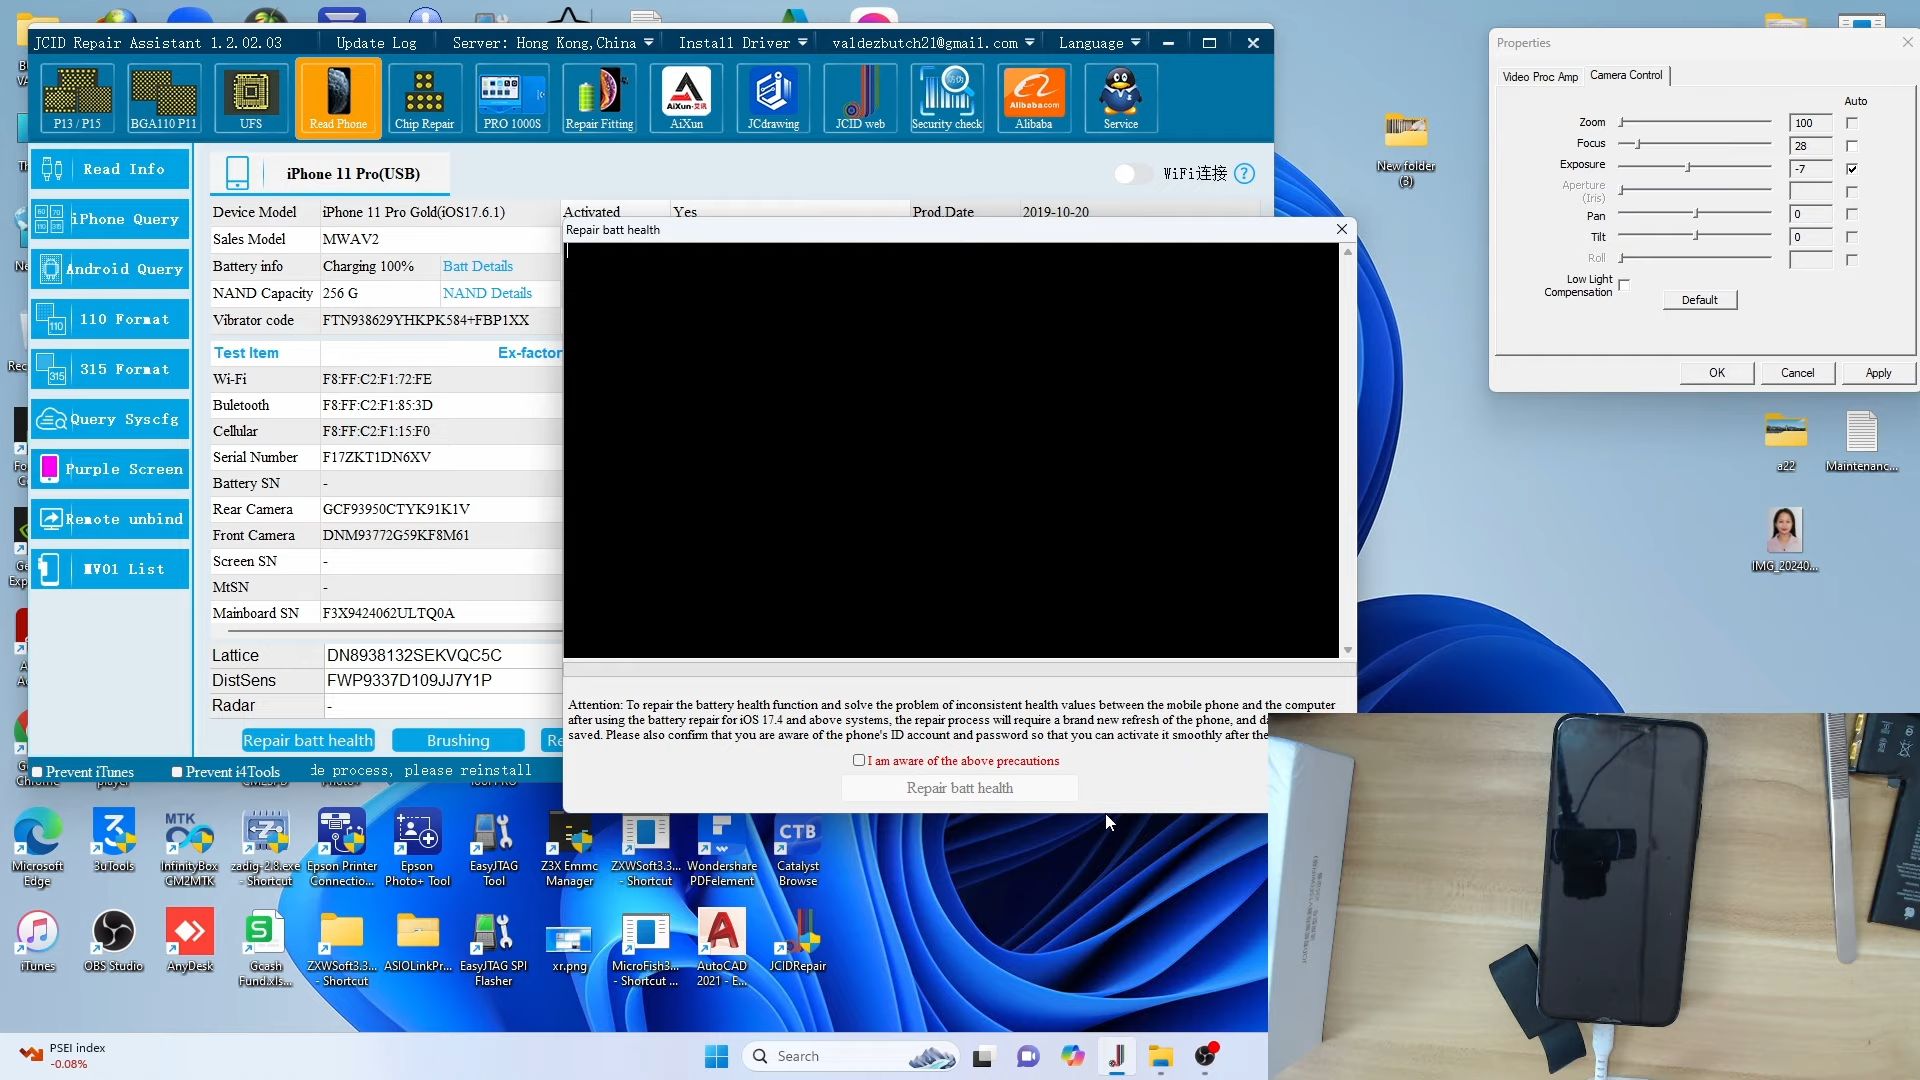 JCID Repair Assistant 1.2.02.03
Update Log
Server: Hong Kong,China
Install Driver
valdezbutch21@gmail.com
Language
P13 / P15
BGA110 P11
UFS
Read Phone
Chip Repair
PRO 1000S
Repair Fitting
AiXun
JCdrawing
JCID web
Security check
Alibaba
Service
Read Info
iPhone Query
Android Query
110 Format
315 Format
Query Syscfg
Purple Screen
Remote unbind
MV01 List
iPhone 11 Pro(USB)
WiFi连接
Device Model iPhone 11 Pro Gold(iOS17.6.1) Activated Yes Prod.Date 2019-10-20
Sales Model MWAV2
Battery info Charging 100% Batt Details
NAND Capacity 256 G NAND Details
Vibrator code FTN938629YHKPK584+FBP1XX
Test Item Ex-factor
Wi-Fi F8:FF:C2:F1:72:FE
Buletooth F8:FF:C2:F1:85:3D
Cellular F8:FF:C2:F1:15:F0
Serial Number F17ZKT1DN6XV
Battery SN -
Rear Camera GCF93950CTYK91K1V
Front Camera DNM93772G59KF8M61
Screen SN -
MtSN -
Mainboard SN F3X9424062ULTQ0A
Lattice DN8938132SEKVQC5C
DistSens FWP9337D109JJ7Y1P
Radar -
Repair batt health
Brushing
Re
Prevent iTunes
Prevent i4Tools
de process, please reinstall
Repair batt health
Attention: To repair the battery health function and solve the problem of inconsistent health values between the mobile phone and the computer
after using the battery repair for iOS 17.4 and above systems, the repair process will require a brand new refresh of the phone, and da
saved. Please also confirm that you are aware of the phone's ID account and password so that you can activate it smoothly after the
I am aware of the above precautions
Repair batt health
Properties
Video Proc Amp
Camera Control
Auto
Zoom 100
Focus 28
Exposure -7
Aperture
(Iris)
Pan 0
Tilt 0
Roll
Low Light
Compensation
Default
OK
Cancel
Apply
New folder
(3)
a22
Maintenanc...
IMG_20240...
Microsoft
Edge
3uTools
MTK
InfinityBox
CM2MTK
zadig-2.8.exe
- Shortcut
Epson Printer
Connectio...
Epson
Photo+ Tool
EasyJTAG
Tool
Z3X Emmc
Manager
ZXWSoft3.3...
- Shortcut
Wondershare
PDFelement
CTB
Catalyst
Browse
iTunes
OBS Studio
AnyDesk
Gcash
Fund.xls...
ZXWSoft3.3...
- Shortcut
ASIOLinkPr...
EasyJTAG SPI
Flasher
xr.png
MicroFish3...
- Shortcut ...
AutoCAD
2021 - E...
JCIDRepair
PSEI index
-0.08%
Search